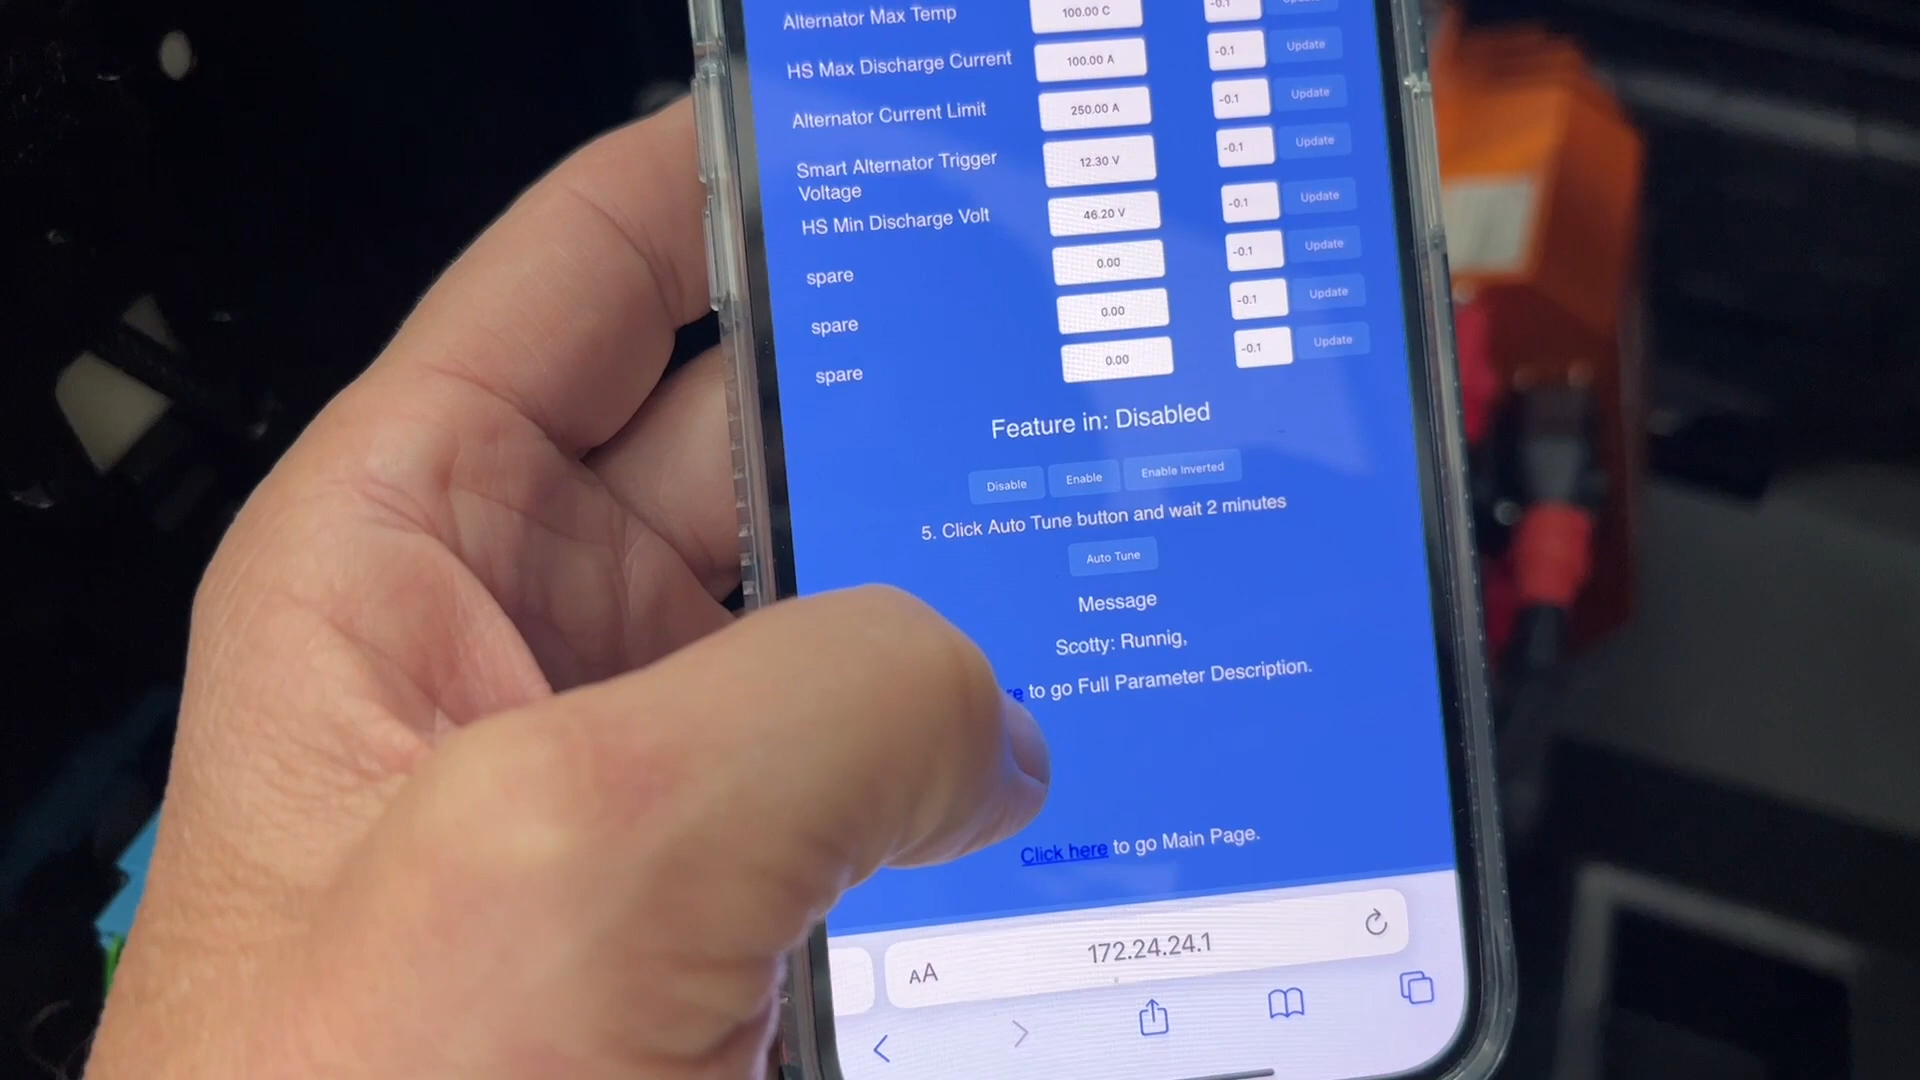 Alternator Max Temp 100.00 C -0.1
HS Max Discharge Current 100.00 A -0.1 Update
Alternator Current Limit 250.00 A -0.1 Update
Smart Alternator Trigger Voltage 12.30 V -0.1 Update
HS Min Discharge Volt 46.20 V -0.1 Update
spare 0.00 -0.1 Update
spare 0.00 -0.1 Update
spare 0.00 -0.1 Update
Feature in: Disabled
Disable Enable Enable Inverted
5. Click Auto Tune button and wait 2 minutes
Auto Tune
Message
Scotty: Runnig,
re to go Full Parameter Description.
Click here to go Main Page.
AA 172.24.24.1